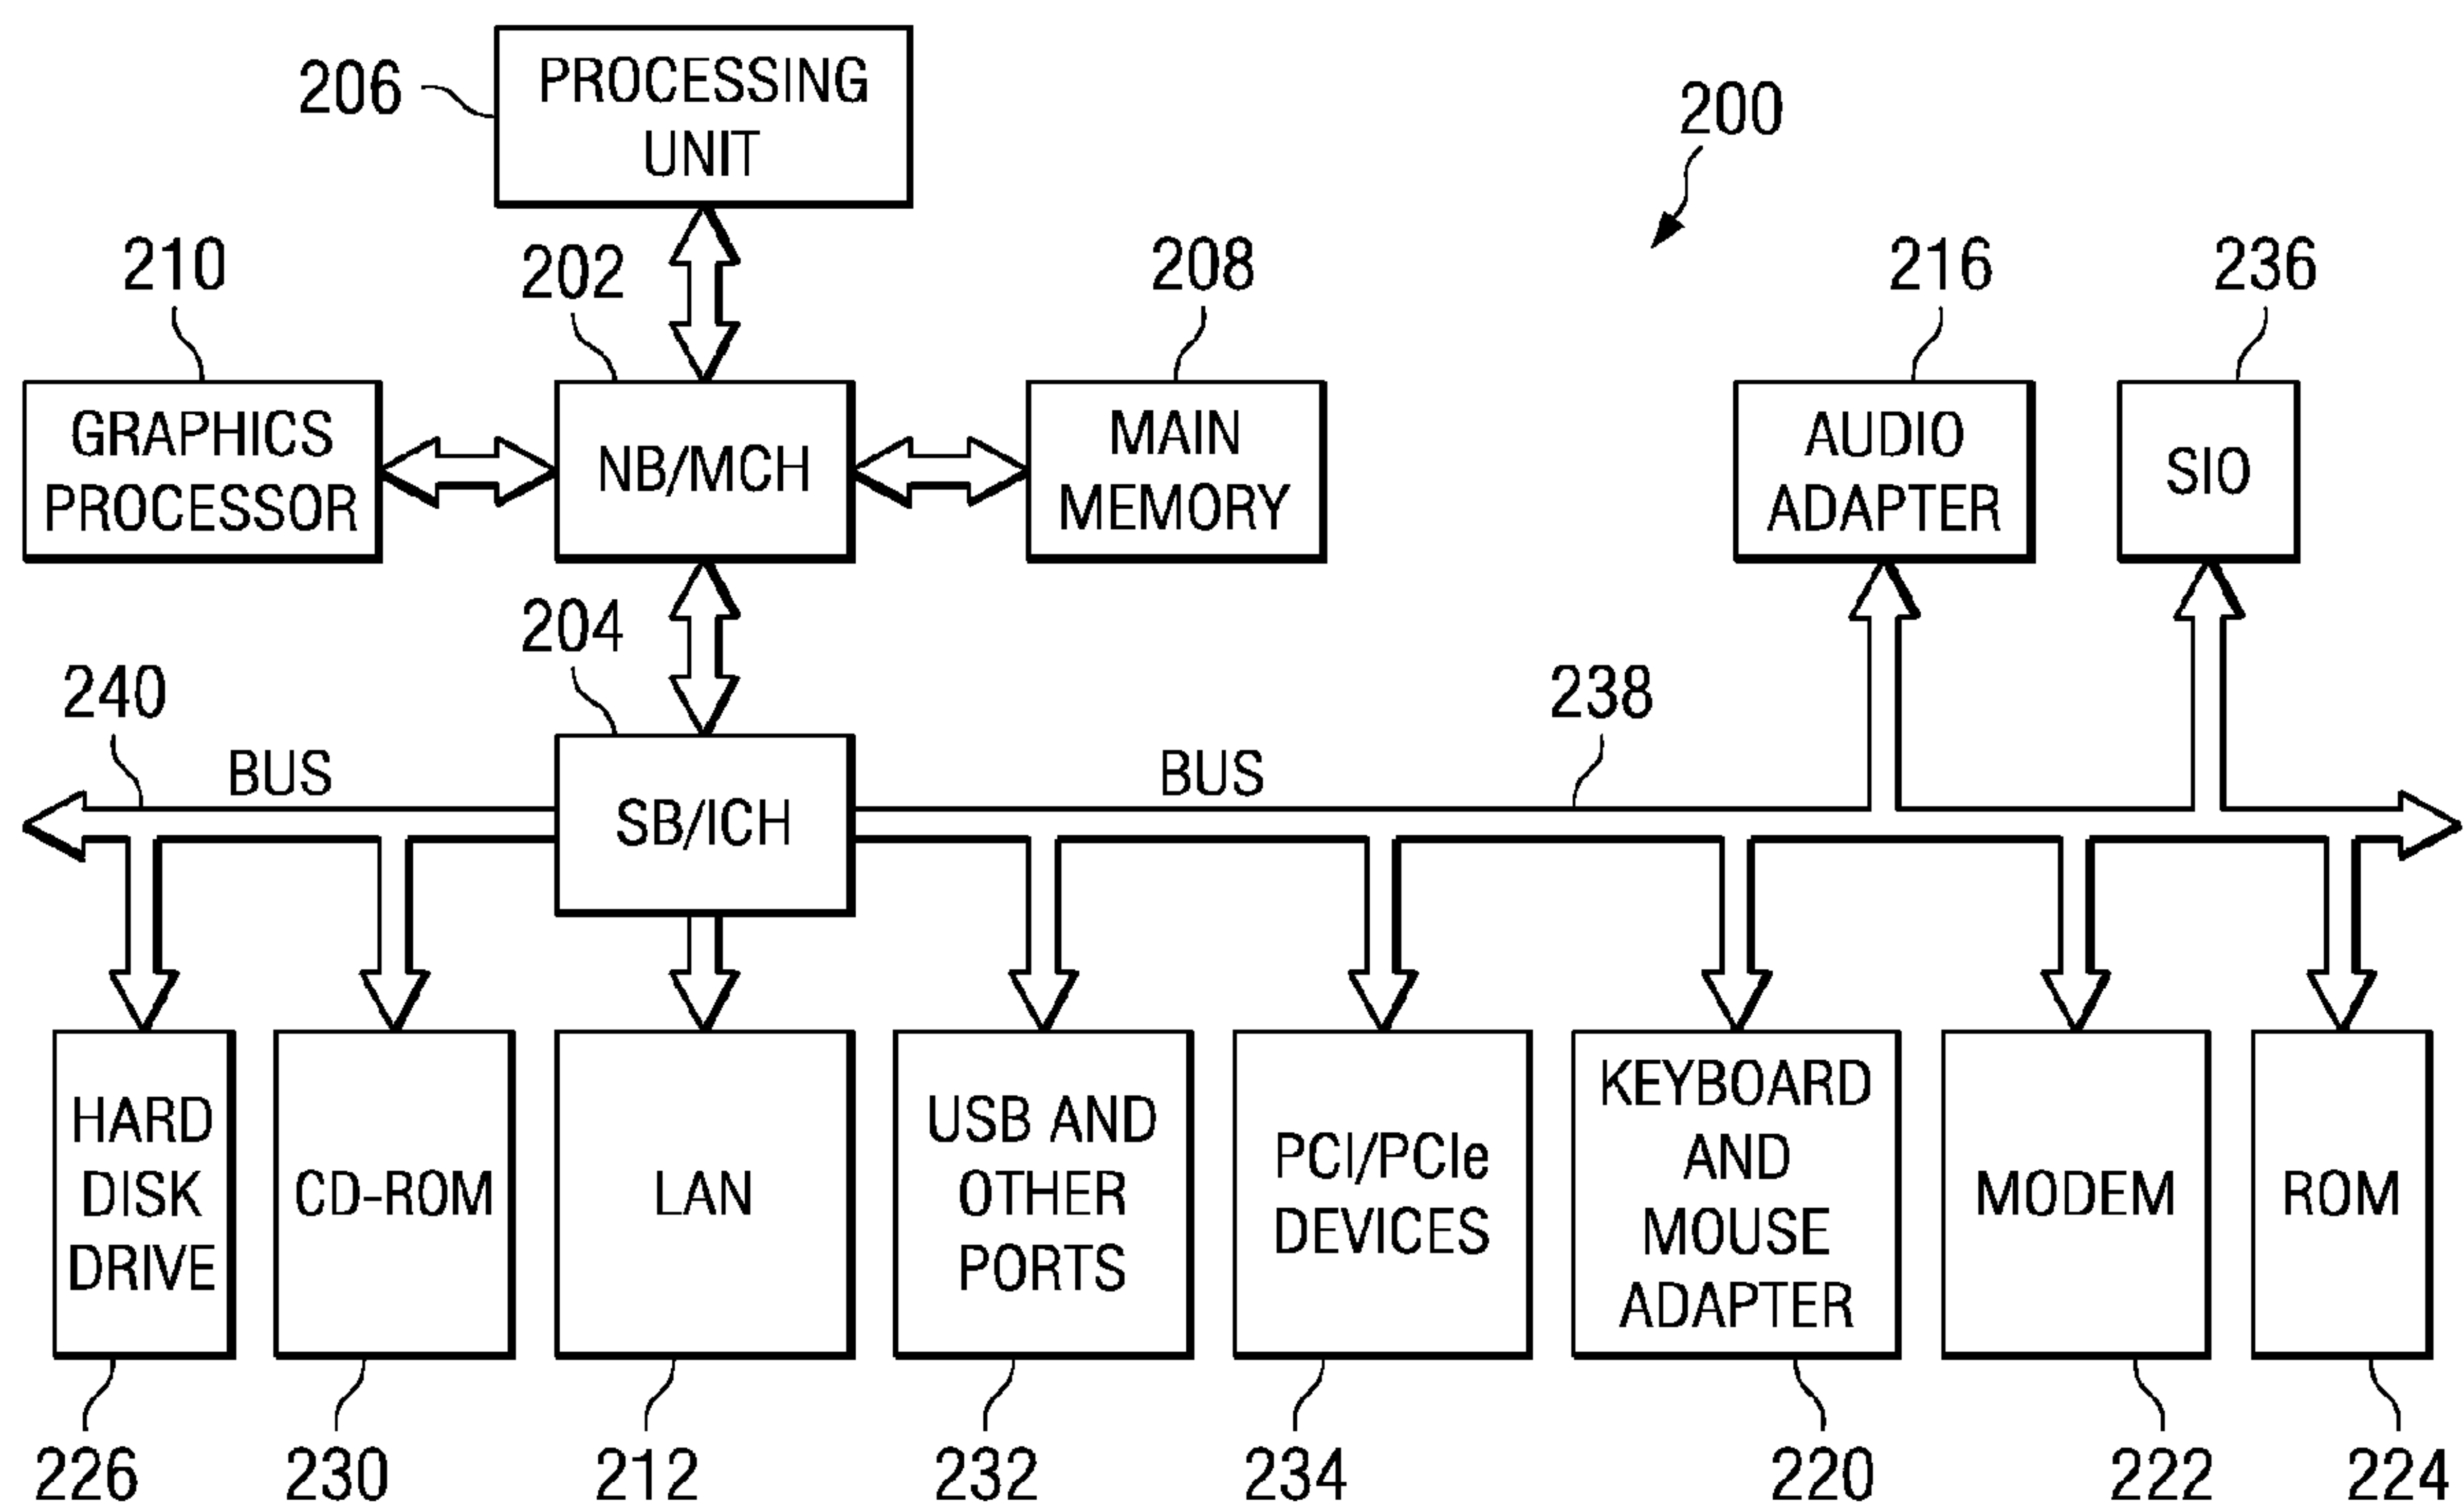 206
PROCESSING
UNIT
200
210
202
208
216
236
GRAPHICS
PROCESSOR
NB/MCH
MAIN
MEMORY
AUDIO
ADAPTER
SIO
204
240
238
BUS
BUS
SB/ICH
HARD
DISK
DRIVE
CD-ROM
LAN
USB AND
OTHER
PORTS
PCI/PCIe
DEVICES
KEYBOARD
AND
MOUSE
ADAPTER
MODEM
ROM
226
230
212
232
234
220
222
224